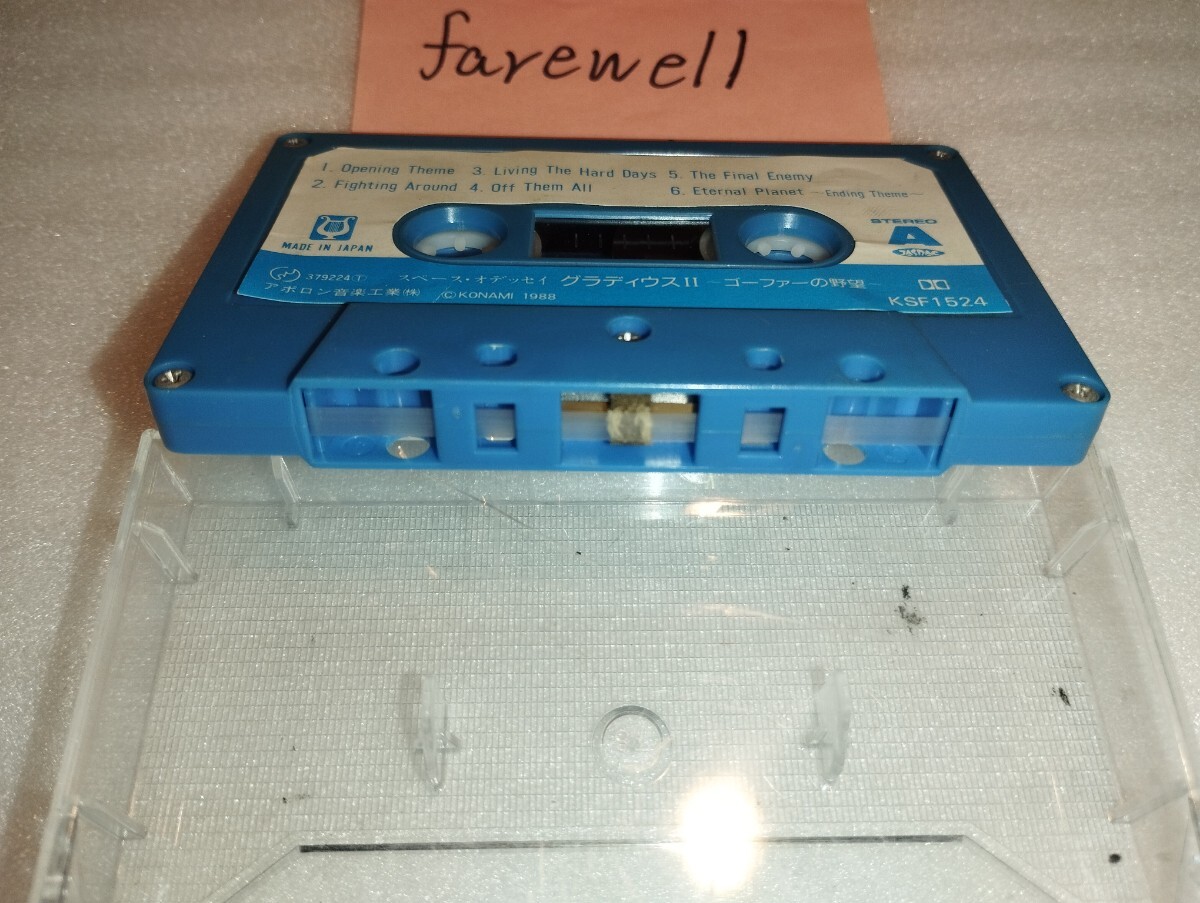 farewell
1. Opening Theme 3. Living The Hard Days 5. The Final Enemy
2. Fighting Around 4. Off Them All 6. Eternal Planet ~Ending Theme~
STEREO
A
MADE IN JAPAN
379224(T) スペース・オデッセイ グラディウスII ~ゴーファーの野望~
アポロン音楽工業(株) ©KONAMI 1988 KSF1524